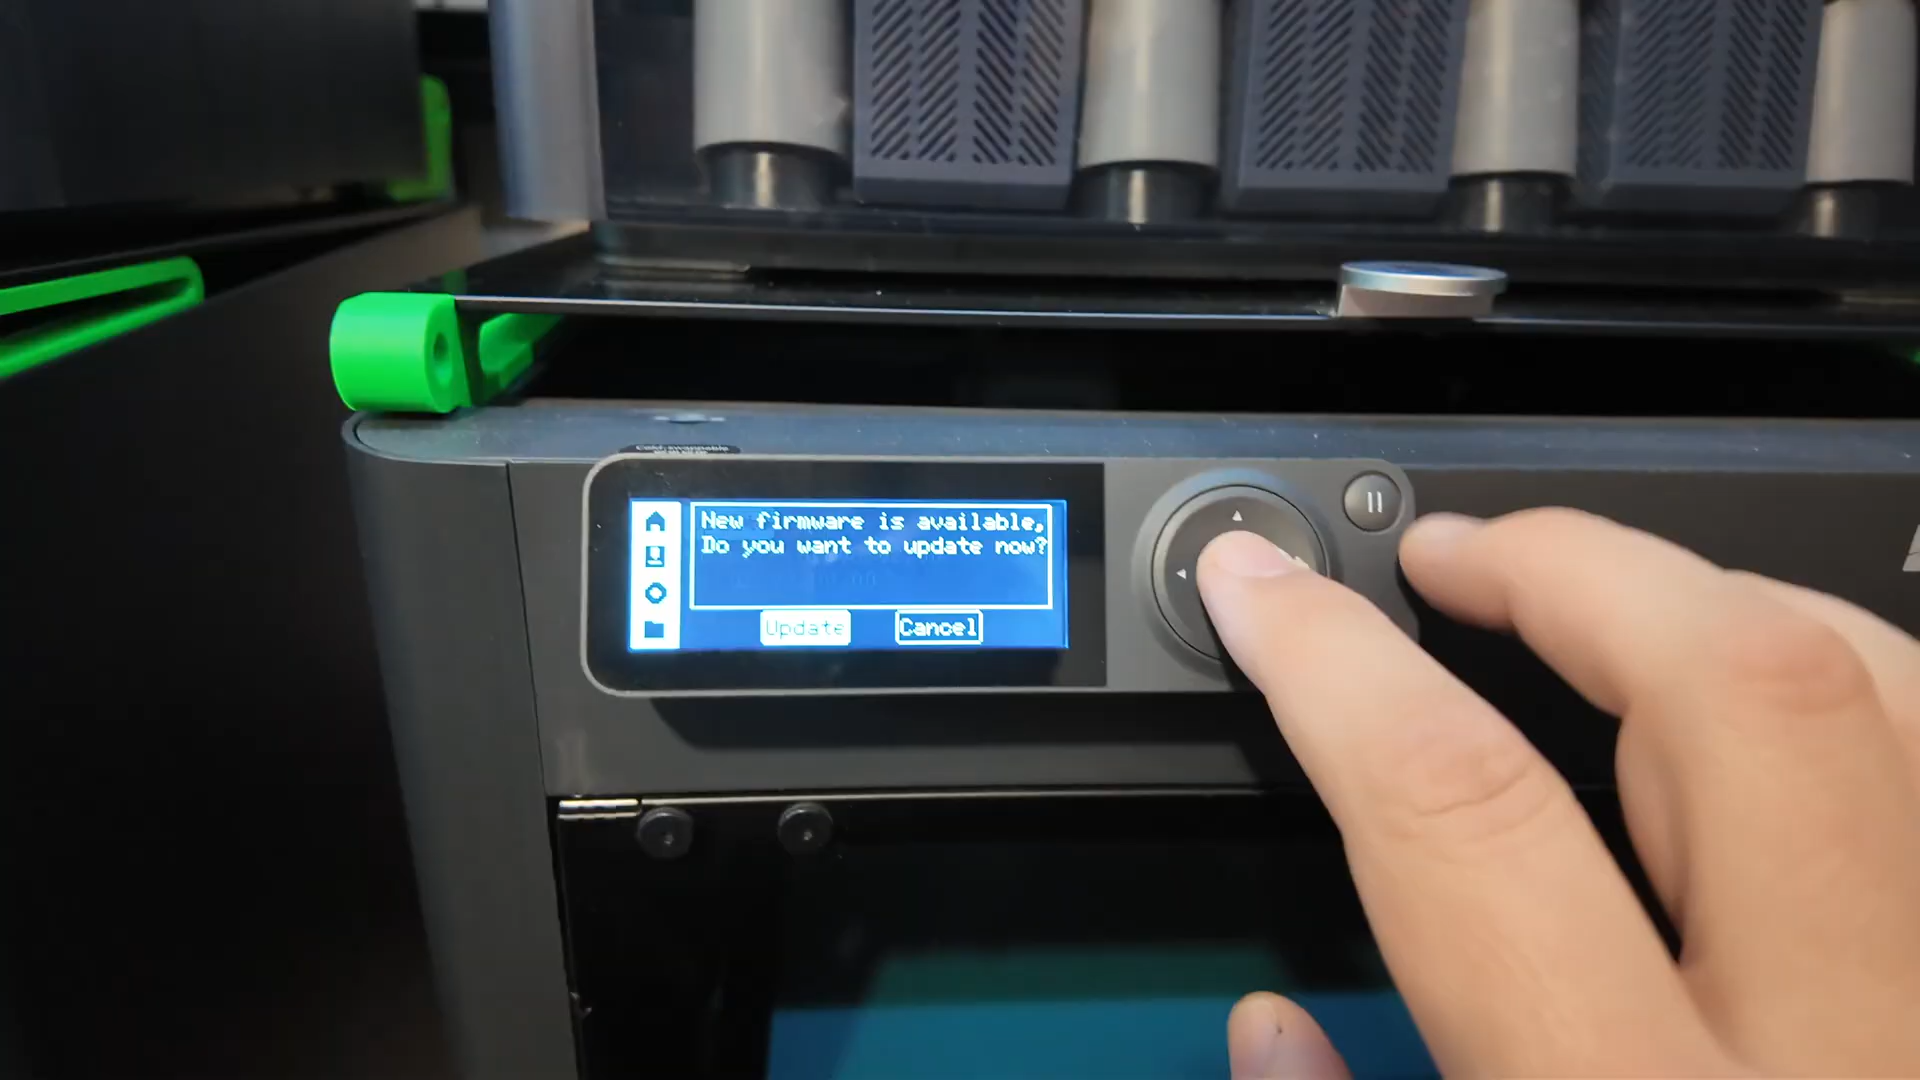 New firmware is available,
Do you want to update now?
Update
Cancel